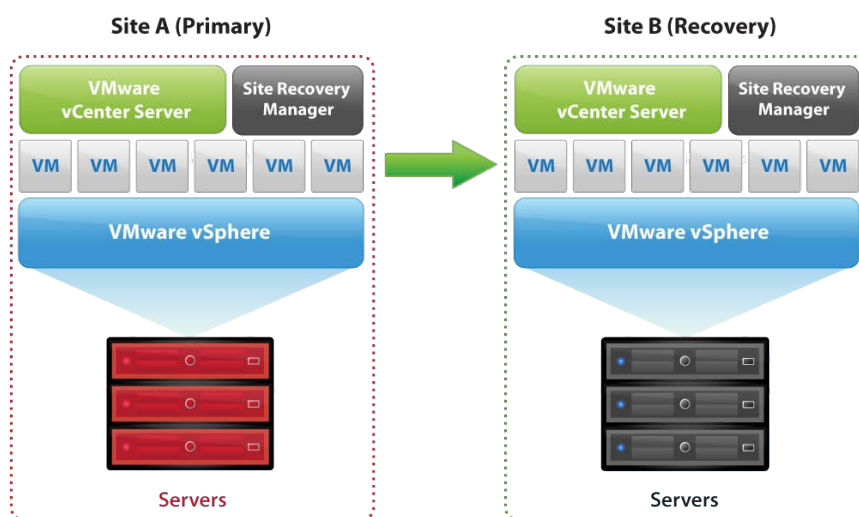 Site A (Primary)
Site B (Recovery)
VMware
vCenter Server
Site Recovery
Manager
VMware
vCenter Server
Site Recovery
Manager
VM VM VM VM VM VM
VM VM VM VM VM VM
VMware vSphere
VMware vSphere
Servers
Servers